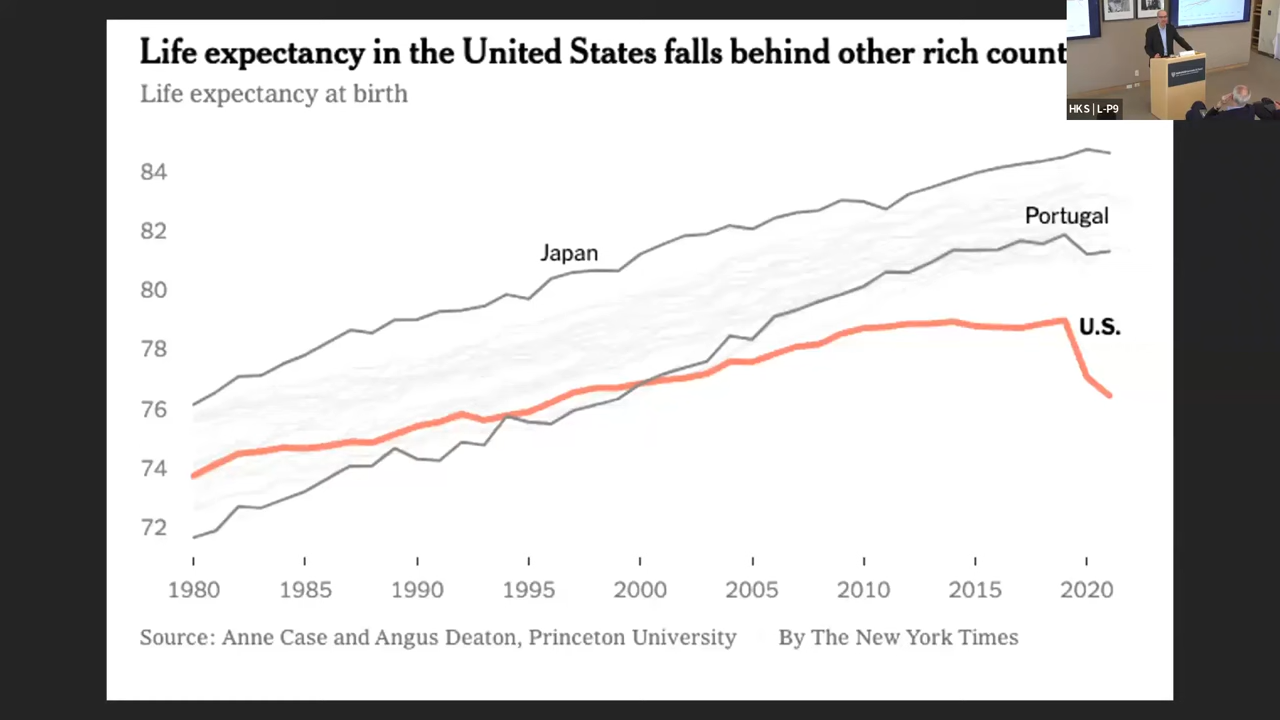 Life expectancy in the United States falls behind other rich count
Life expectancy at birth
HKS | L-P9
84
82
80
78
76
74
72
Japan
Portugal
U.S.
1980 1985 1990 1995 2000 2005 2010 2015 2020
Source: Anne Case and Angus Deaton, Princeton University By The New York Times